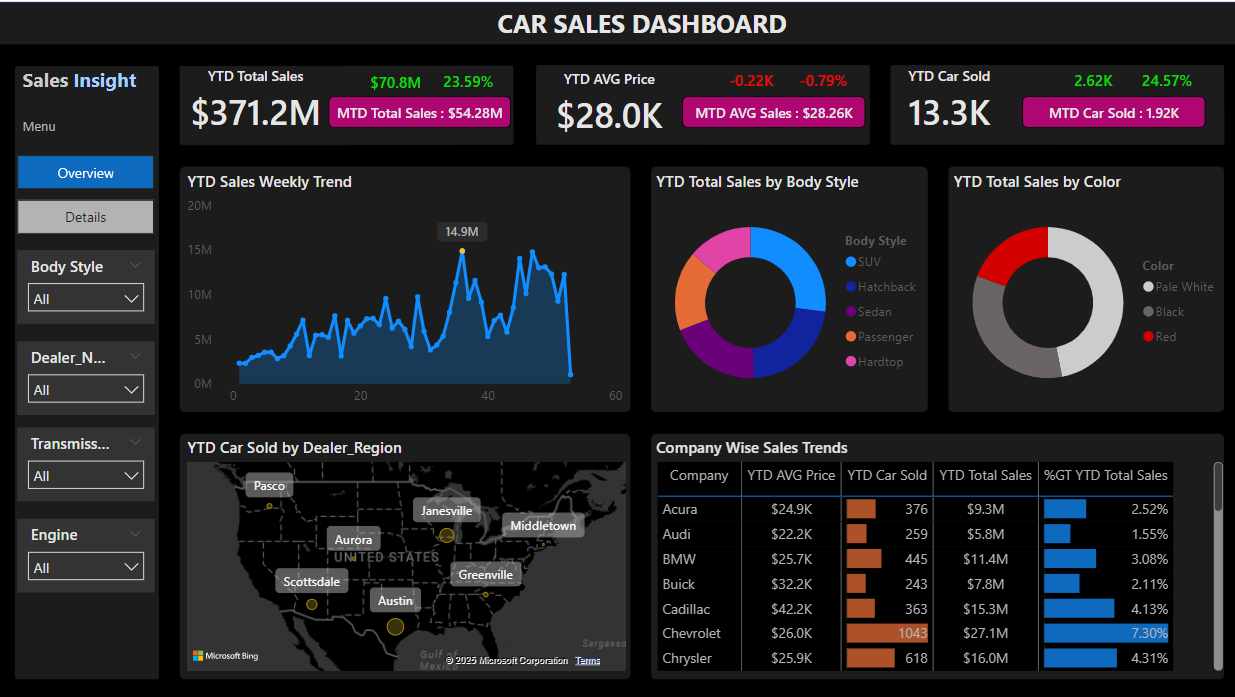 CAR SALES DASHBOARD
Sales Insight
Menu
Overview
Details
Body Style
All
Dealer_N...
All
Transmiss...
All
Engine
All
YTD Total Sales
$70.8M 23.59%
$371.2M
MTD Total Sales : $54.28M
YTD AVG Price
-0.22K -0.79%
$28.0K
MTD AVG Sales : $28.26K
YTD Car Sold
2.62K 24.57%
13.3K
MTD Car Sold : 1.92K
YTD Sales Weekly Trend
20M
15M
10M
5M
0M
14.9M
0 20 40 60
YTD Total Sales by Body Style
Body Style
SUV
Hatchback
Sedan
Passenger
Hardtop
YTD Total Sales by Color
Color
Pale White
Black
Red
YTD Car Sold by Dealer_Region
Pasco
Janesville
Middletown
Aurora
UNITED STATES
Scottsdale
Greenville
Austin
Gulf of
Mexico
Sargasso
Microsoft Bing
© 2025 Microsoft Corporation Terms
Company Wise Sales Trends
Company YTD AVG Price YTD Car Sold YTD Total Sales %GT YTD Total Sales
Acura $24.9K 376 $9.3M 2.52%
Audi $22.2K 259 $5.8M 1.55%
BMW $25.7K 445 $11.4M 3.08%
Buick $32.2K 243 $7.8M 2.11%
Cadillac $42.2K 363 $15.3M 4.13%
Chevrolet $26.0K 1043 $27.1M 7.30%
Chrysler $25.9K 618 $16.0M 4.31%